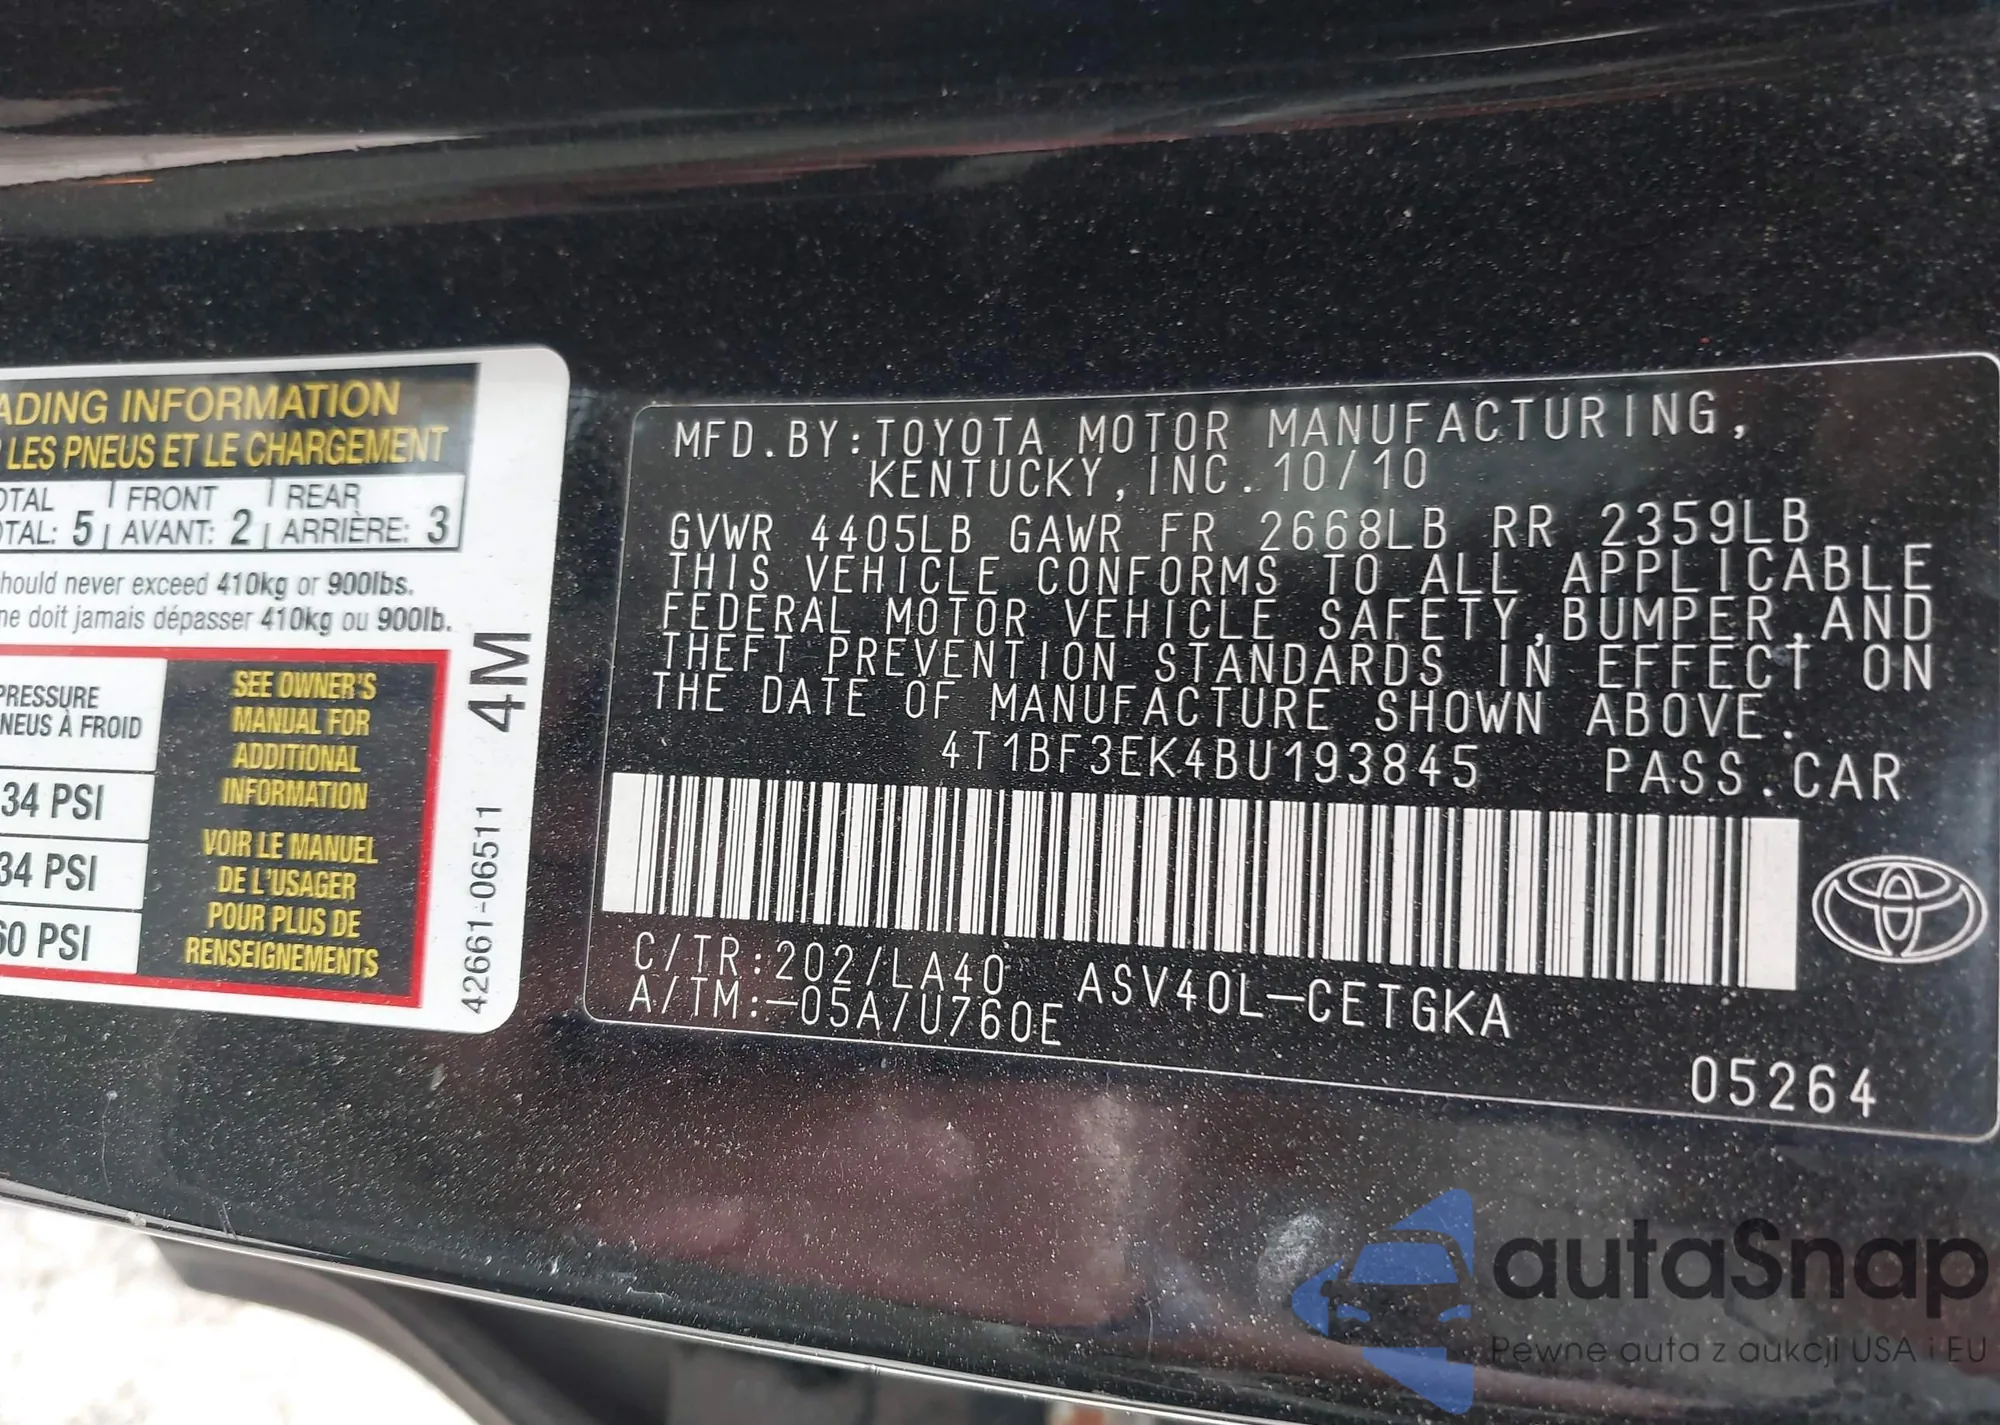 ADING INFORMATION
LES PNEUS ET LE CHARGEMENT
OTAL FRONT REAR
OTAL: 5 AVANT: 2 ARRIÈRE: 3
hould never exceed 410kg or 900lbs.
ne doit jamais dépasser 410kg ou 900lb.
PRESSURE
NEUS À FROID
34 PSI
34 PSI
60 PSI
SEE OWNER'S
MANUAL FOR
ADDITIONAL
INFORMATION
VOIR LE MANUEL
DE L'USAGER
POUR PLUS DE
RENSEIGNEMENTS
42661-06511 4M
MFD.BY:TOYOTA MOTOR MANUFACTURING,
KENTUCKY,INC.10/10
GVWR 4405LB GAWR FR 2668LB RR 2359LB
THIS VEHICLE CONFORMS TO ALL APPLICABLE
FEDERAL MOTOR VEHICLE SAFETY,BUMPER,AND
THEFT PREVENTION STANDARDS IN EFFECT ON
THE DATE OF MANUFACTURE SHOWN ABOVE.
4T1BF3EK4BU193845 PASS.CAR
C/TR:202/LA40 ASV40L-CETGKA
A/TM:-05A/U760E
05264
autaSnap
Pewne auta z aukcji USA i EU